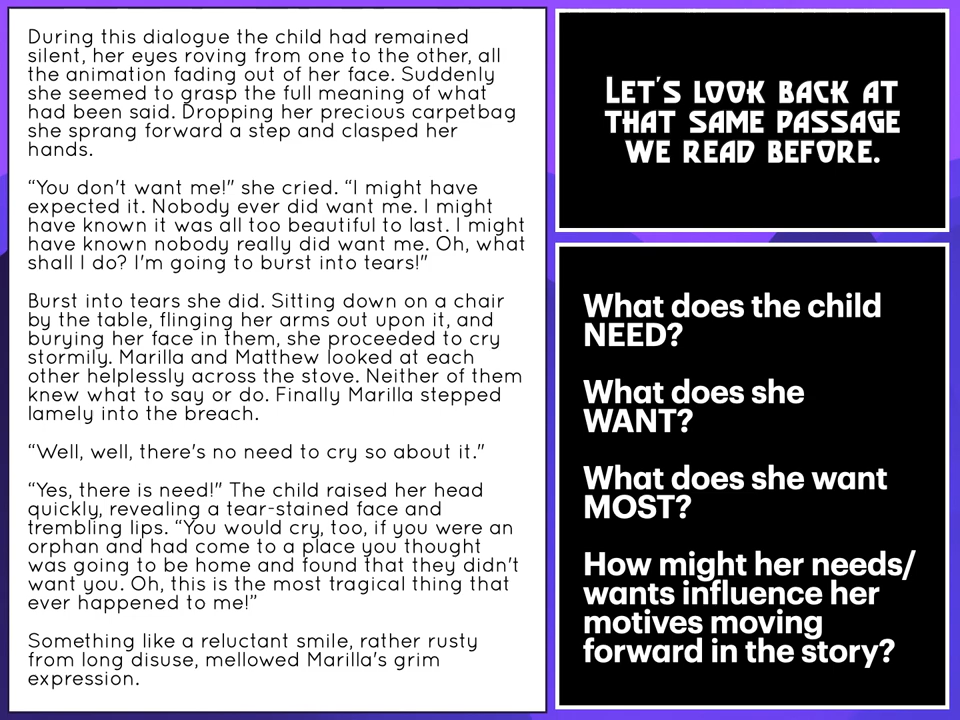 During this dialogue the child had remained
silent, her eyes roving from one to the other, all
the animation fading out of her face. Suddenly
she seemed to grasp the full meaning of what
had been said. Dropping her precious carpetbag
she sprang forward a step and clasped her
hands.
“You don't want me!" she cried. “I might have
expected it. Nobody ever did want me. I might
have known it was all too beautiful to last. I might
have known nobody really did want me. Oh, what
shall I do? I'm going to burst into tears!"
Burst into tears she did. Sitting down on a chair
by the table, flinging her arms out upon it, and
burying her face in them, she proceeded to cry
stormily. Marilla and Matthew looked at each
other helplessly across the stove. Neither of them
knew what to say or do. Finally Marilla stepped
lamely into the breach.
“Well, well, there's no need to cry so about it."
“Yes, there is need!" The child raised her head
quickly, revealing a tear-stained face and
trembling lips. “You would cry, too, if you were an
orphan and had come to a place you thought
was going to be home and found that they didn't
want you. Oh, this is the most tragical thing that
ever happened to me!”
Something like a reluctant smile, rather rusty
from long disuse, mellowed Marilla's grim
expression.
LET'S LOOK BACK AT
THAT SAME PASSAGE
WE READ BEFORE.
What does the child
NEED?
What does she
WANT?
What does she want
MOST?
How might her needs/
wants influence her
motives moving
forward in the story?